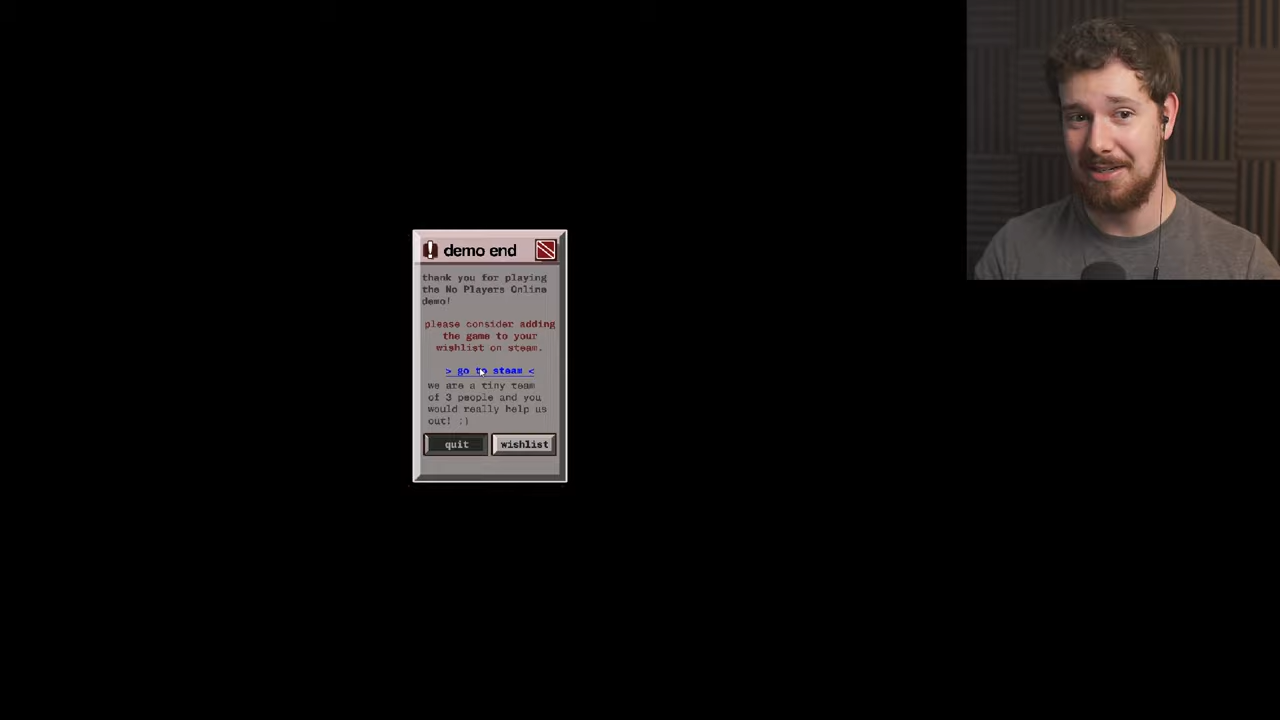 demo end
thank you for playing
the No Players Online
demo!
please consider adding
the game to your
wishlist on steam.
> go to steam <
we are a tiny team
of 3 people and you
would really help us
out! :)
quit
wishlist